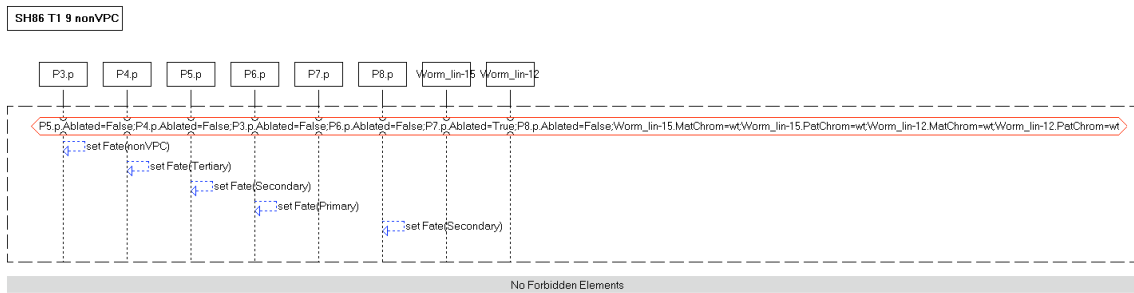 SH86 T1 9 nonVPC
P3.p P4.p P5.p P6.p P7.p P8.p Worm_lin-15 Worm_lin-12
P5.p.Ablated=False;P4.p.Ablated=False;P3.p.Ablated=False;P6.p.Ablated=False;P7.p.Ablated=True;P8.p.Ablated=False;Worm_lin-15.MatChrom=wt;Worm_lin-15.PatChrom=wt;Worm_lin-12.MatChrom=wt;Worm_lin-12.PatChrom=wt
set Fate(nonVPC)
set Fate(Tertiary)
set Fate(Secondary)
set Fate(Primary)
set Fate(Secondary)
No Forbidden Elements